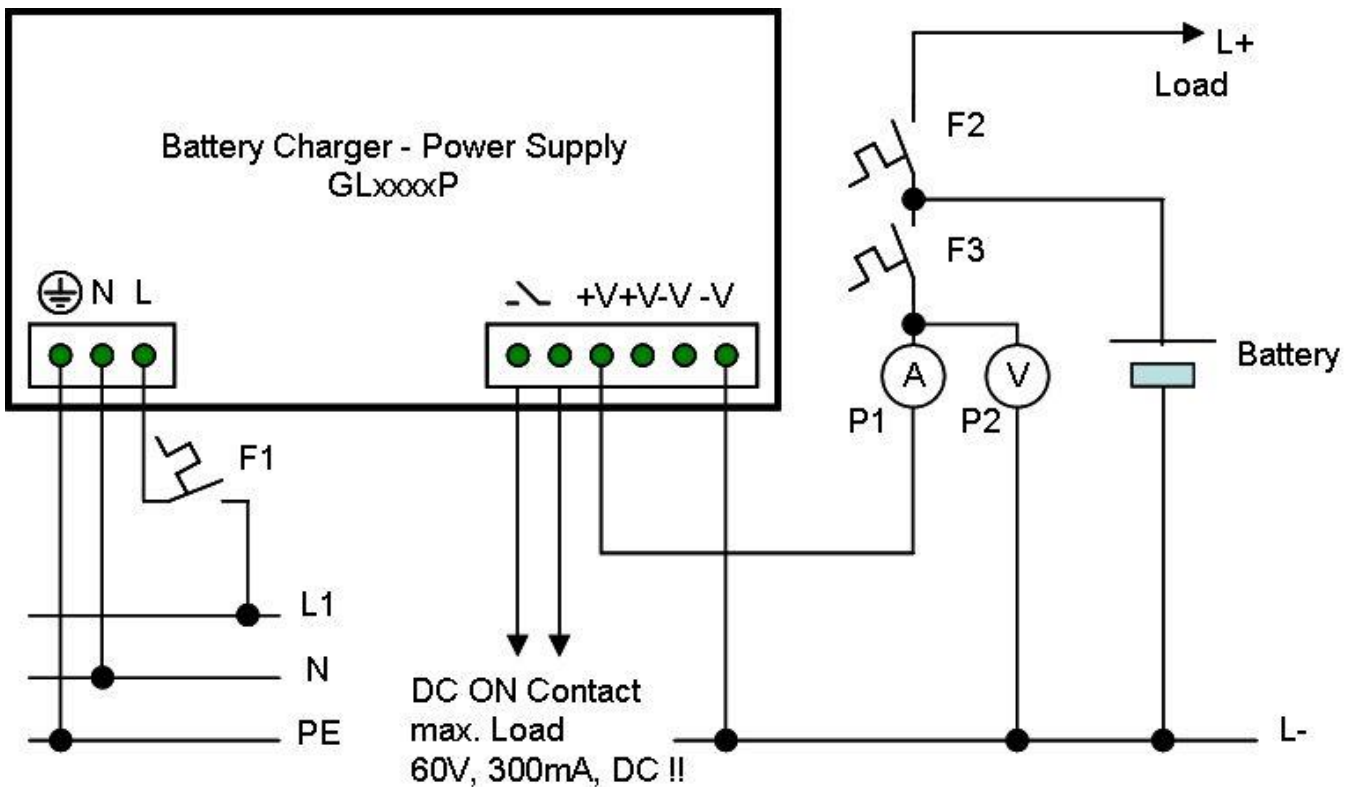 Battery Charger - Power Supply
GLxxxxP
N L
+V+V-V -V
F1
L1
N
PE
DC ON Contact
max. Load
60V, 300mA, DC !!
L+
Load
F2
F3
A
V
P1
P2
Battery
L-